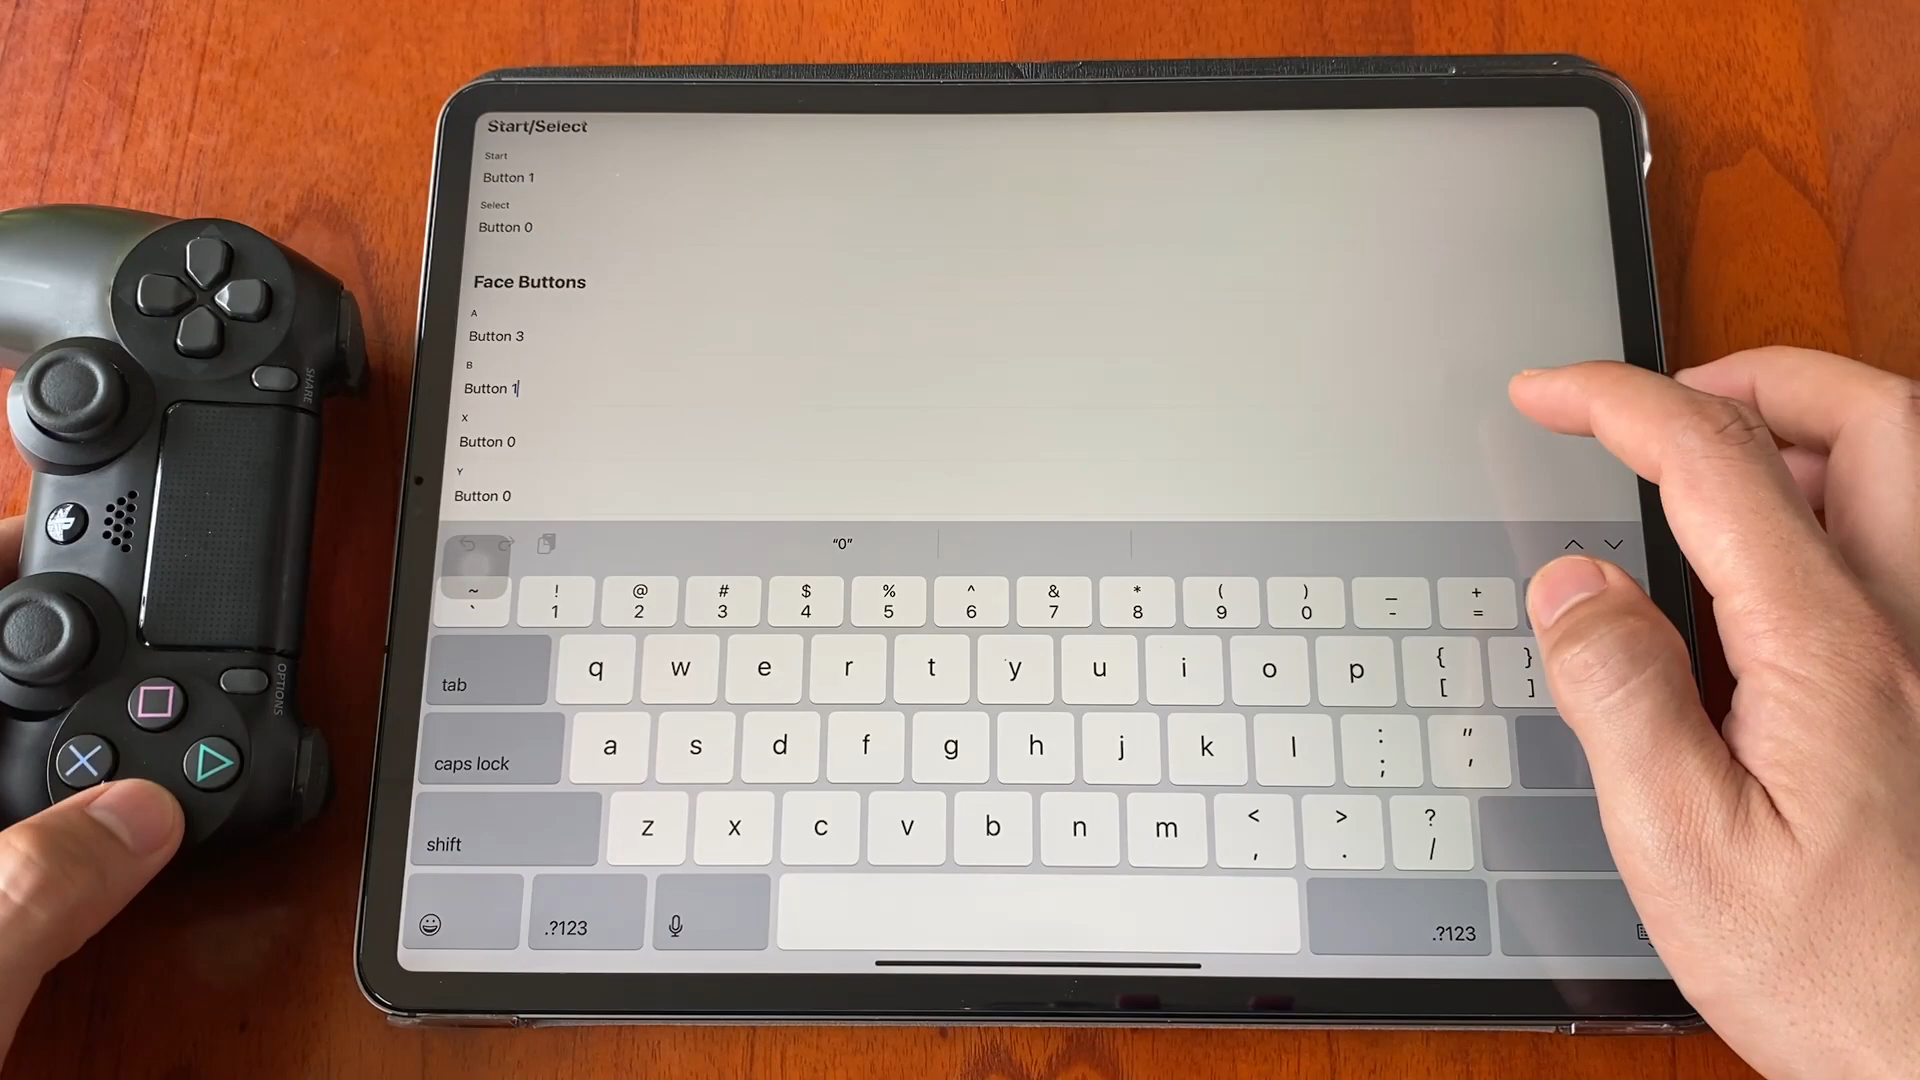 Start/Select
Start
Button 1
Select
Button 0
Face Buttons
A
Button 3
B
Button 1
X
Button 0
Y
Button 0
SHARE
OPTIONS
“0”
~ ! @ # $ % ^ & * ( ) _ +
` 1 2 3 4 5 6 7 8 9 0 - =
tab q w e r t y u i o p { [ } ]
caps lock a s d f g h j k l : ; " '
shift z x c v b n m < , > . ? /
.?123 .?123